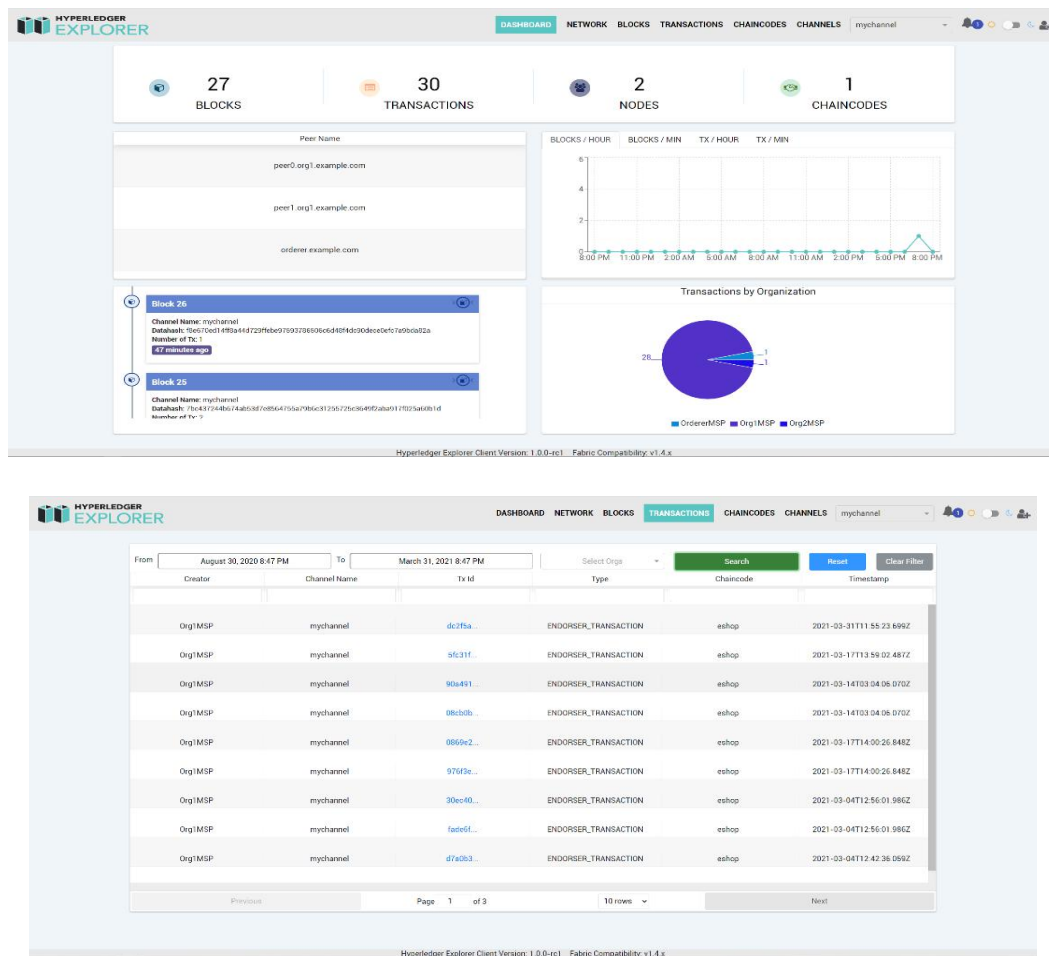 HYPERLEDGER
EXPLORER
DASHBOARD NETWORK BLOCKS TRANSACTIONS CHAINCODES CHANNELS mychannel 1
27 30 2 1
BLOCKS TRANSACTIONS NODES CHAINCODES
Peer Name
peer0.org1.example.com
peer1.org1.example.com
orderer.example.com
BLOCKS / HOUR BLOCKS / MIN TX / HOUR TX / MIN
6
4
2
0
8:00 PM 11:00 PM 2:00 AM 5:00 AM 8:00 AM 11:00 AM 2:00 PM 5:00 PM 8:00 PM
Block 26
Channel Name: mychannel
Datahash:
Number of Tx: 1
47 minutes ago
Block 25
Channel Name: mychannel
Datahash:
Number of Tx: 2
Transactions by Organization
28 1
1
OrdererMSP Org1MSP Org2MSP
Hyperledger Explorer Client Version: 1.0.0-rc1 Fabric Compatibility: v1.4.x
HYPERLEDGER
EXPLORER
DASHBOARD NETWORK BLOCKS TRANSACTIONS CHAINCODES CHANNELS mychannel 1
From August 30, 2020 8:47 PM To March 31, 2021 8:47 PM Select Orgs Search Reset Clear Filter
Creator Channel Name Tx Id Type Chaincode Timestamp
Org1MSP mychannel dc2f5a... ENDORSER_TRANSACTION eshop 2021-03-31T11:55:23.699Z
Org1MSP mychannel 5fc31f... ENDORSER_TRANSACTION eshop 2021-03-17T13:59:02.487Z
Org1MSP mychannel 90a491... ENDORSER_TRANSACTION eshop 2021-03-14T03:04:06.070Z
Org1MSP mychannel 08cb0b... ENDORSER_TRANSACTION eshop 2021-03-14T03:04:06.070Z
Org1MSP mychannel 0869e2... ENDORSER_TRANSACTION eshop 2021-03-17T14:00:26.848Z
Org1MSP mychannel 976f3c... ENDORSER_TRANSACTION eshop 2021-03-17T14:00:26.848Z
Org1MSP mychannel 30ec40... ENDORSER_TRANSACTION eshop 2021-03-04T12:56:01.986Z
Org1MSP mychannel fade6f... ENDORSER_TRANSACTION eshop 2021-03-04T12:56:01.986Z
Org1MSP mychannel d7a0b3... ENDORSER_TRANSACTION eshop 2021-03-04T12:42:36.059Z
Previous Page 1 of 3 10 rows Next
Hyperledger Explorer Client Version: 1.0.0-rc1 Fabric Compatibility: v1.4.x